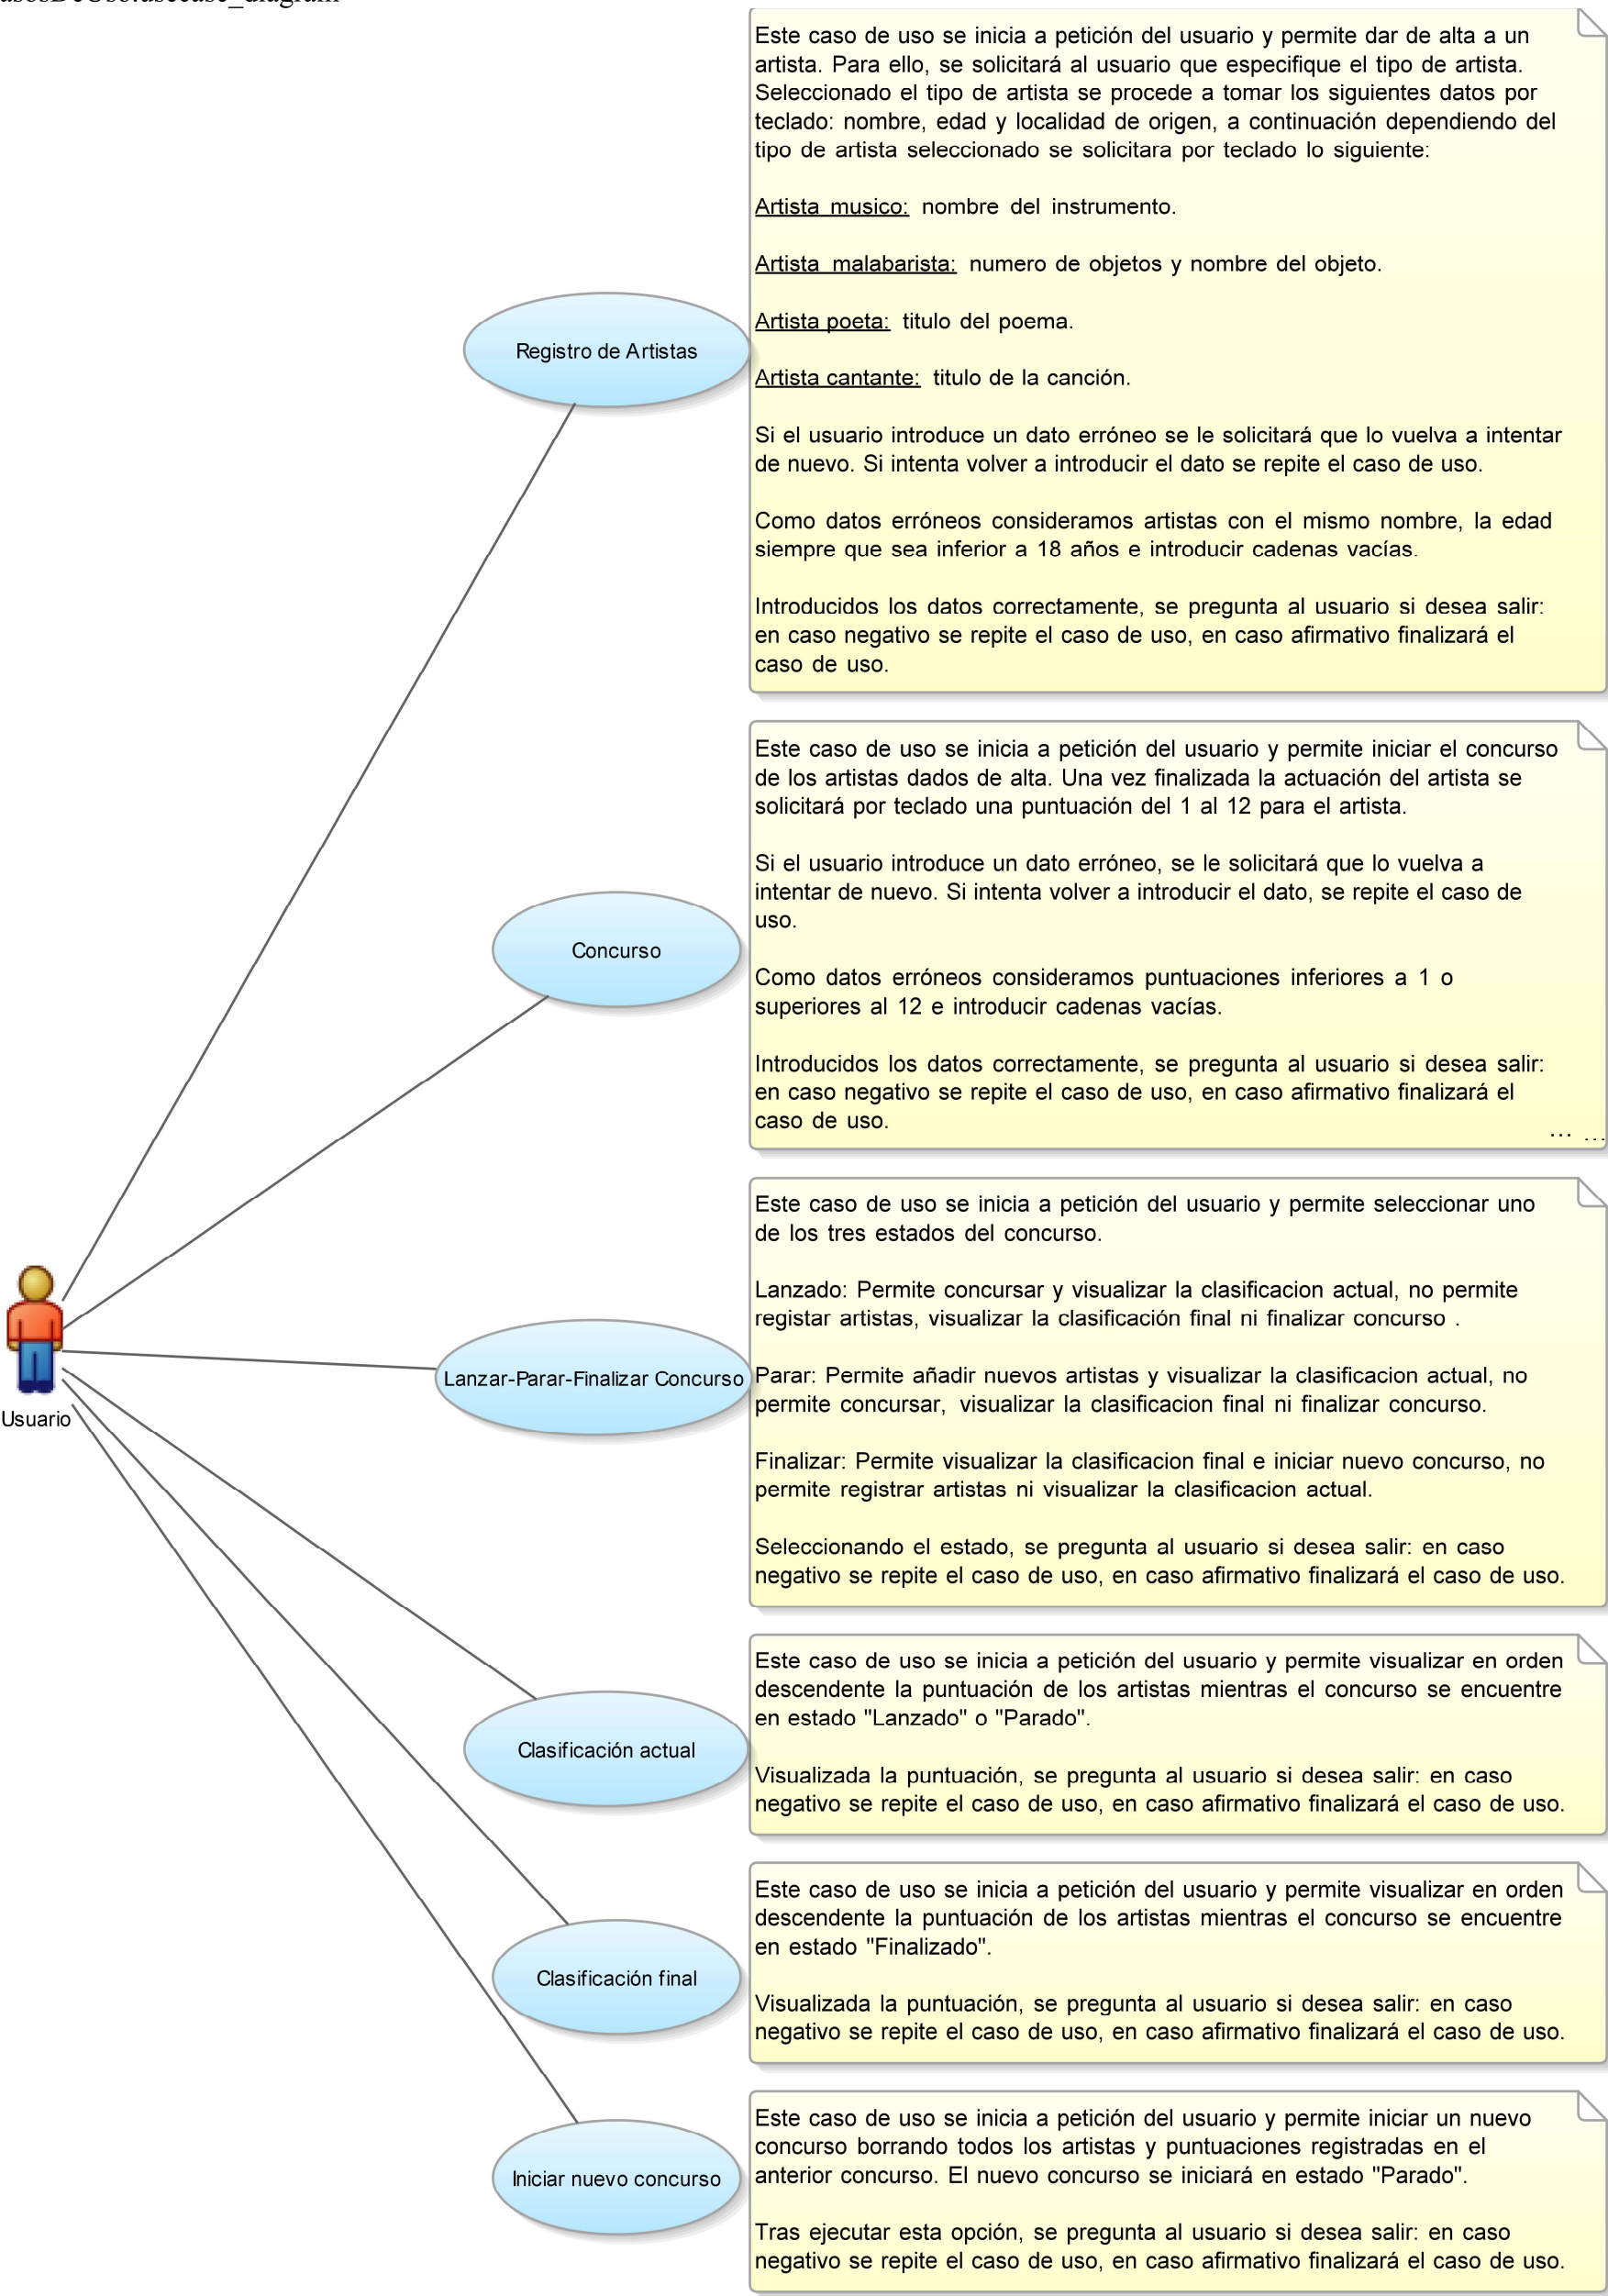 Este caso de uso se inicia a petición del usuario y permite dar de alta a un
artista. Para ello, se solicitará al usuario que especifique el tipo de artista.
Seleccionado el tipo de artista se procede a tomar los siguientes datos por
teclado: nombre, edad y localidad de origen, a continuación dependiendo del
tipo de artista seleccionado se solicitara por teclado lo siguiente:
Artista musico: nombre del instrumento.
Artista malabarista: numero de objetos y nombre del objeto.
Artista poeta: titulo del poema.
Registro de Artistas
Artista cantante: titulo de la canción.
Si el usuario introduce un dato erróneo se le solicitará que lo vuelva a intentar
de nuevo. Si intenta volver a introducir el dato se repite el caso de uso.
Como datos erróneos consideramos artistas con el mismo nombre, la edad
siempre que sea inferior a 18 años e introducir cadenas vacías.
Introducidos los datos correctamente, se pregunta al usuario si desea salir:
en caso negativo se repite el caso de uso, en caso afirmativo finalizará el
caso de uso.
Este caso de uso se inicia a petición del usuario y permite iniciar el concurso
de los artistas dados de alta. Una vez finalizada la actuación del artista se
solicitará por teclado una puntuación del 1 al 12 para el artista.
Si el usuario introduce un dato erróneo, se le solicitará que lo vuelva a
intentar de nuevo. Si intenta volver a introducir el dato, se repite el caso de
uso.
Concurso
Como datos erróneos consideramos puntuaciones inferiores a 1 o
superiores al 12 e introducir cadenas vacías.
Introducidos los datos correctamente, se pregunta al usuario si desea salir:
en caso negativo se repite el caso de uso, en caso afirmativo finalizará el
caso de uso.
... ...
Este caso de uso se inicia a petición del usuario y permite seleccionar uno
de los tres estados del concurso.
Lanzado: Permite concursar y visualizar la clasificacion actual, no permite
registar artistas, visualizar la clasificación final ni finalizar concurso .
Lanzar-Parar-Finalizar Concurso
Parar: Permite añadir nuevos artistas y visualizar la clasificacion actual, no
permite concursar, visualizar la clasificacion final ni finalizar concurso.
Usuario
Finalizar: Permite visualizar la clasificacion final e iniciar nuevo concurso, no
permite registrar artistas ni visualizar la clasificacion actual.
Seleccionando el estado, se pregunta al usuario si desea salir: en caso
negativo se repite el caso de uso, en caso afirmativo finalizará el caso de uso.
Este caso de uso se inicia a petición del usuario y permite visualizar en orden
descendente la puntuación de los artistas mientras el concurso se encuentre
en estado "Lanzado" o "Parado".
Clasificación actual
Visualizada la puntuación, se pregunta al usuario si desea salir: en caso
negativo se repite el caso de uso, en caso afirmativo finalizará el caso de uso.
Este caso de uso se inicia a petición del usuario y permite visualizar en orden
descendente la puntuación de los artistas mientras el concurso se encuentre
en estado "Finalizado".
Clasificación final
Visualizada la puntuación, se pregunta al usuario si desea salir: en caso
negativo se repite el caso de uso, en caso afirmativo finalizará el caso de uso.
Este caso de uso se inicia a petición del usuario y permite iniciar un nuevo
concurso borrando todos los artistas y puntuaciones registradas en el
anterior concurso. El nuevo concurso se iniciará en estado "Parado".
Iniciar nuevo concurso
Tras ejecutar esta opción, se pregunta al usuario si desea salir: en caso
negativo se repite el caso de uso, en caso afirmativo finalizará el caso de uso.